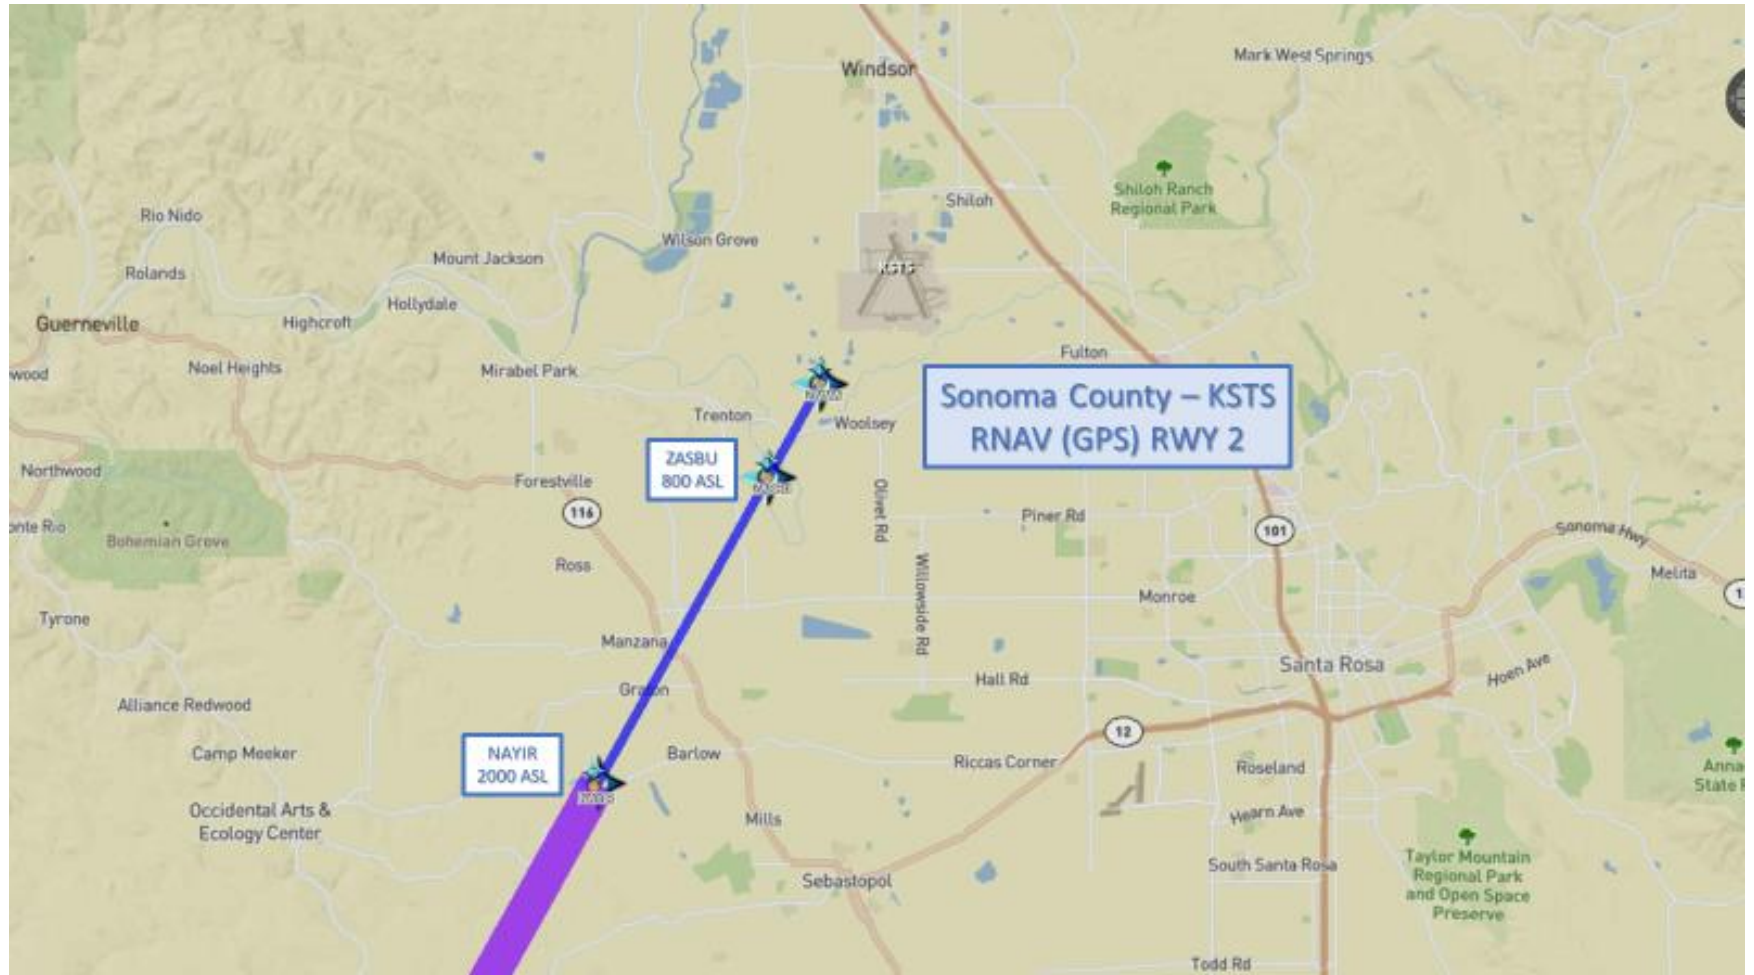 Windsor
Mark West Springs
Shiloh Ranch
Regional Park
Shiloh
Rio Nido
Wilson Grove
Mount Jackson
KSTS
Rolands
Hollydale
Guerneville
Highcroft
Fulton
Noel Heights
Mirabel Park
wood
Sonoma County – KSTS
RNAV (GPS) RWY 2
Trenton
Woolsey
ZASBU
800 ASL
Northwood
Forestville
116
Olivet Rd
Piner Rd
101
Sonoma Hwy
onte Rio
Bohemian Grove
Ross
Willowside Rd
Melita
Monroe
Tyrone
Manzana
Santa Rosa
Hoen Ave
Hall Rd
Graton
Alliance Redwood
12
NAYIR
2000 ASL
Camp Meeker
Barlow
Riccas Corner
Roseland
Anna
State
Occidental Arts &
Ecology Center
Mills
Hearn Ave
South Santa Rosa
Taylor Mountain
Regional Park
and Open Space
Preserve
Sebastopol
Todd Rd